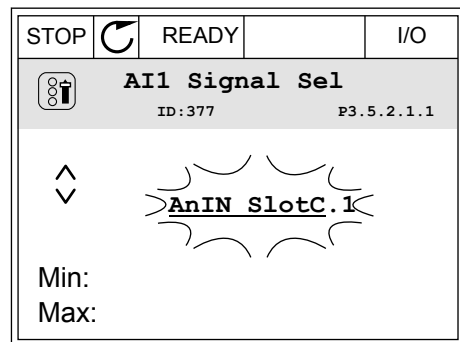 STOP READY I/O
AI1 Signal Sel
ID:377 P3.5.2.1.1
AnIN SlotC.1
Min:
Max: